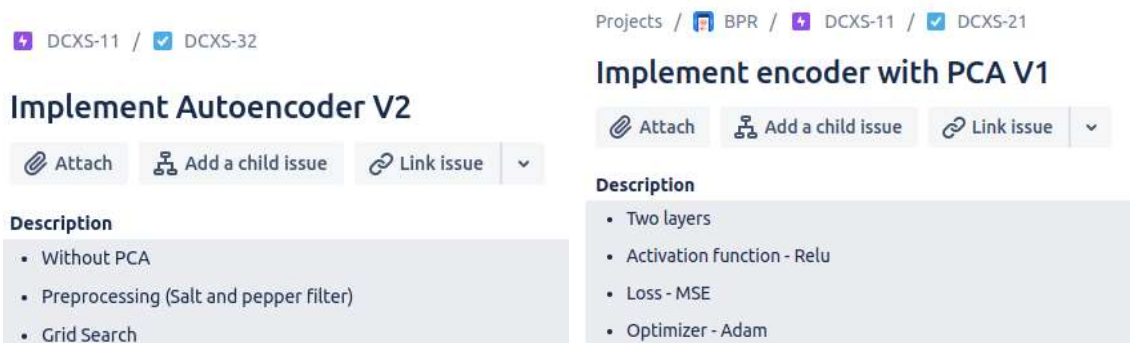 DCXS-11 / DCXS-32
Implement Autoencoder V2
Attach Add a child issue Link issue
Description
• Without PCA
• Preprocessing (Salt and pepper filter)
• Grid Search
Projects / BPR / DCXS-11 / DCXS-21
Implement encoder with PCA V1
Attach Add a child issue Link issue
Description
• Two layers
• Activation function - Relu
• Loss - MSE
• Optimizer - Adam